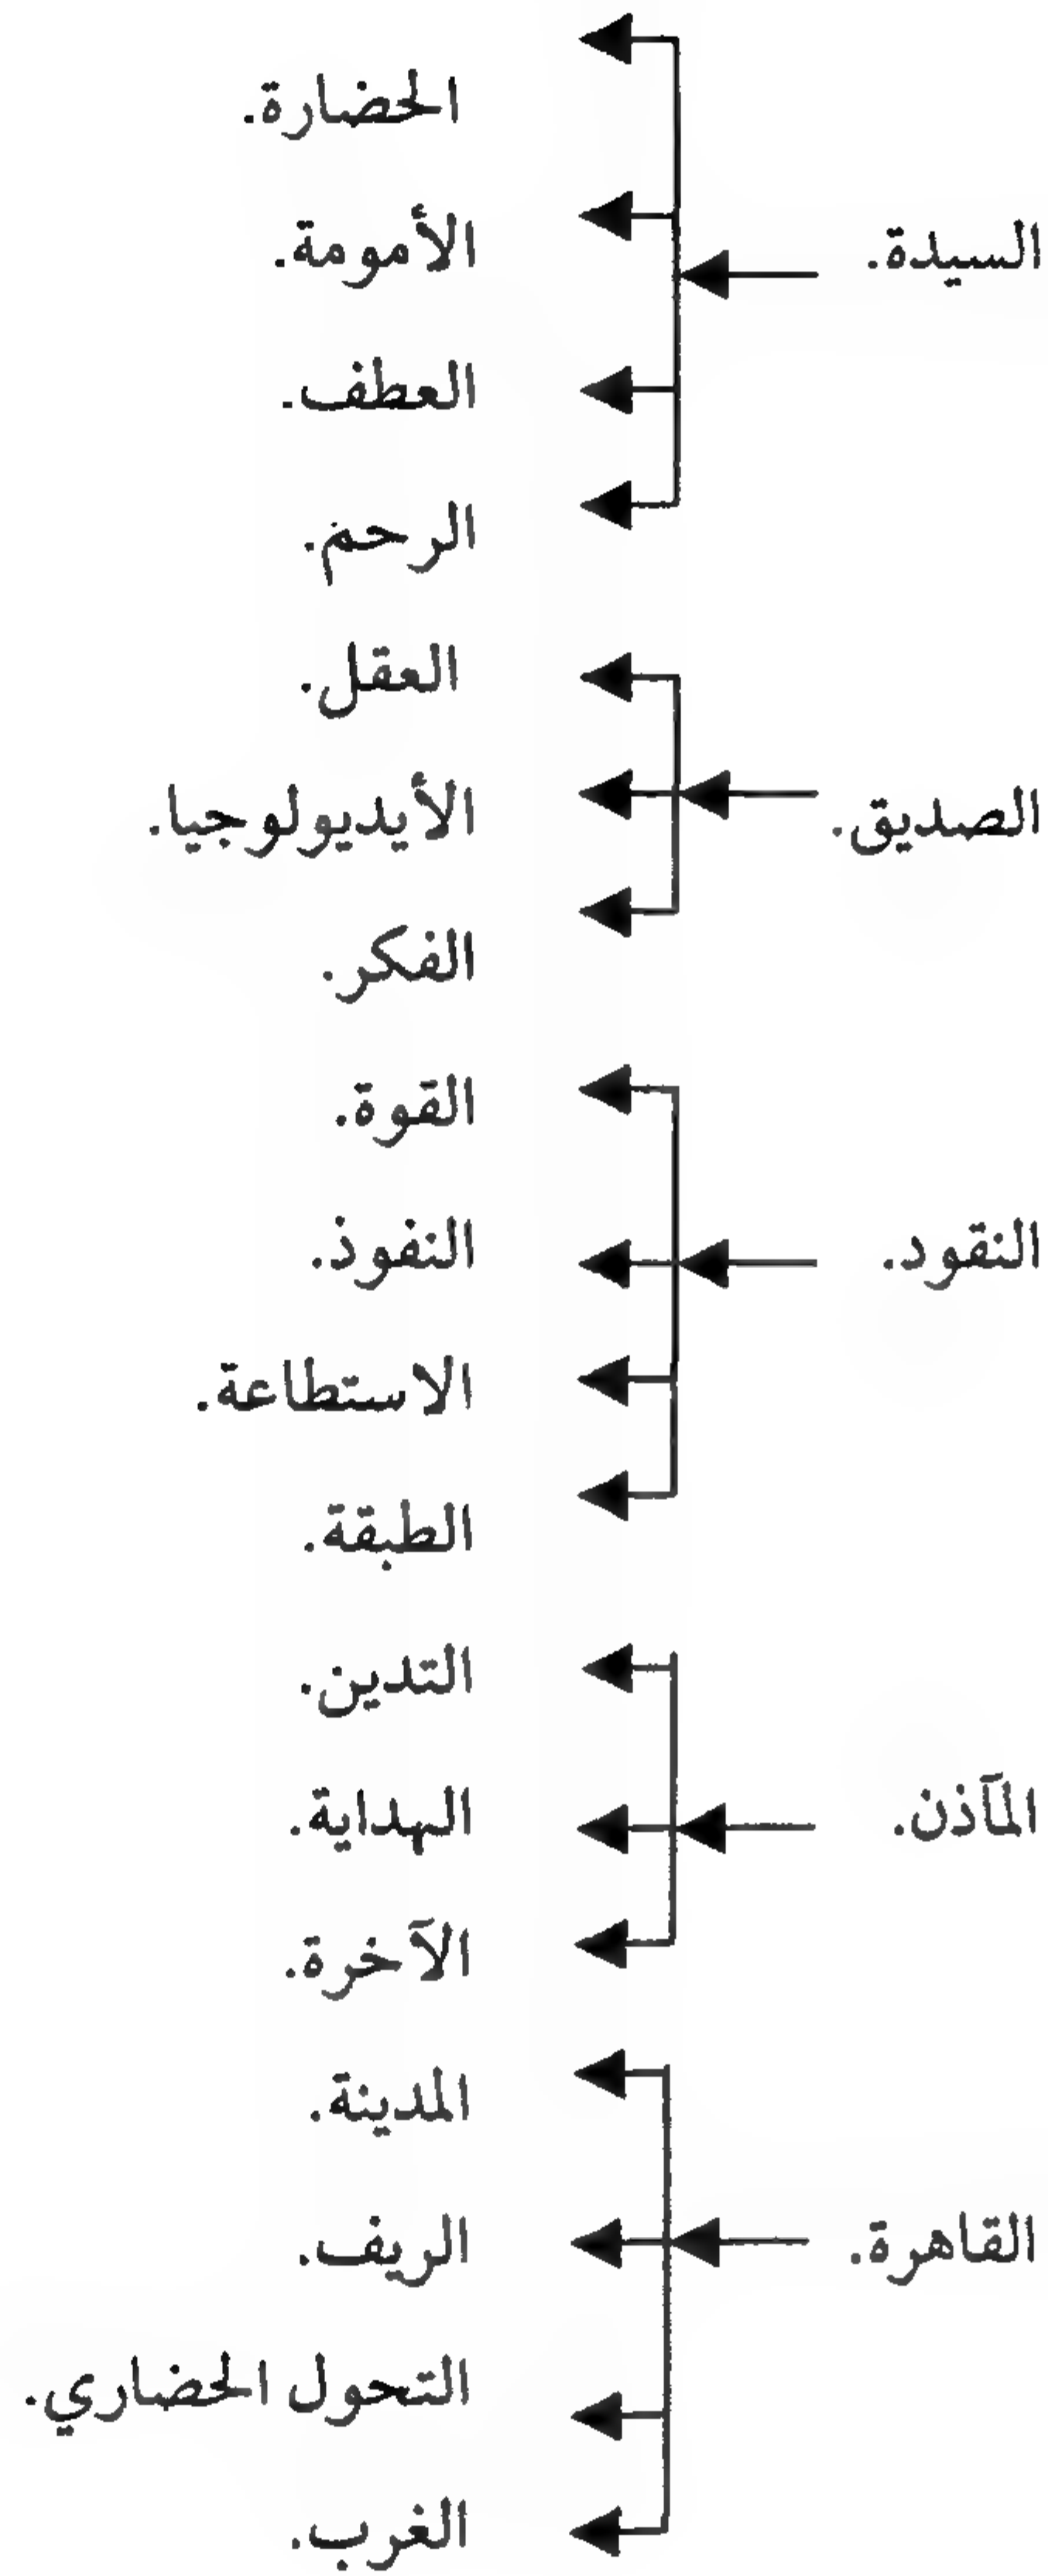 الحضارة.
السيدة.
الأمومة.
العطف.
الرحم.
العقل.
الصديق.
الأيديولوجيا.
الفكر.
القوة.
النقود.
النفوذ.
الاستطاعة.
الطبقة.
التدين.
المآذن.
الهداية.
الآخرة.
المدينة.
القاهرة.
الريف.
التحول الحضاري.
الغرب.